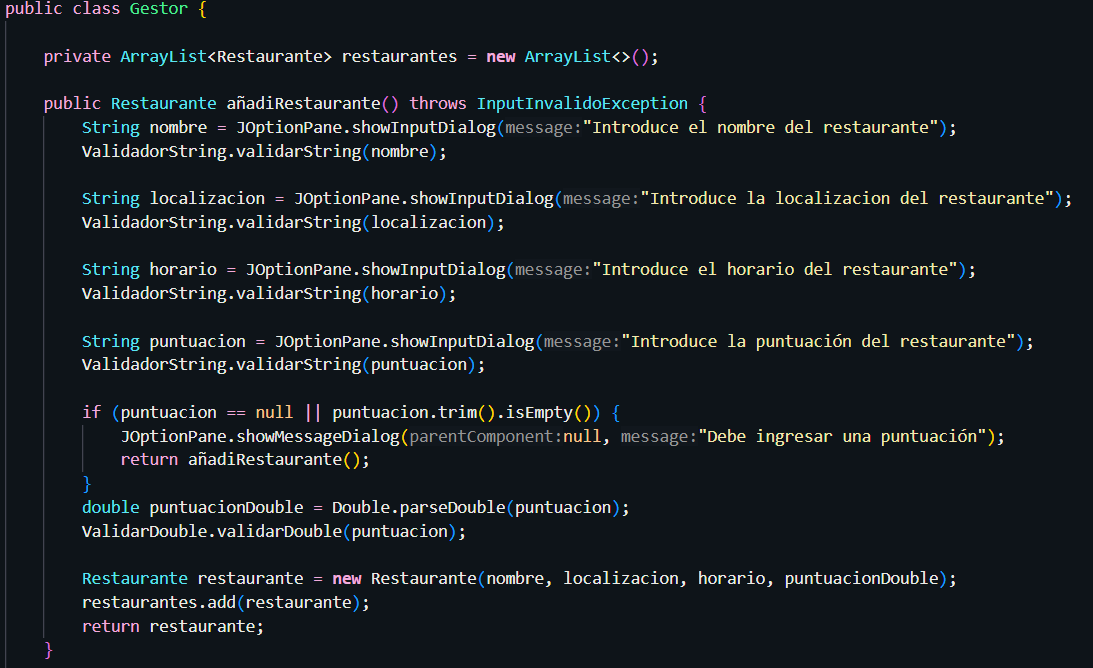 public class Gestor {
private ArrayList<Restaurante> restaurantes = new ArrayList<>();
public Restaurante añadiRestaurante() throws InputInvalidoException {
String nombre = JOptionPane.showInputDialog(message:"Introduce el nombre del restaurante");
ValidadorString.validarString(nombre);
String localizacion = JOptionPane.showInputDialog(message:"Introduce la localizacion del restaurante");
ValidadorString.validarString(localizacion);
String horario = JOptionPane.showInputDialog(message:"Introduce el horario del restaurante");
ValidadorString.validarString(horario);
String puntuacion = JOptionPane.showInputDialog(message:"Introduce la puntuación del restaurante");
ValidadorString.validarString(puntuacion);
if (puntuacion == null || puntuacion.trim().isEmpty()) {
JOptionPane.showMessageDialog(parentComponent:null, message:"Debe ingresar una puntuación");
return añadiRestaurante();
}
double puntuacionDouble = Double.parseDouble(puntuacion);
ValidarDouble.validarDouble(puntuacion);
Restaurante restaurante = new Restaurante(nombre, localizacion, horario, puntuacionDouble);
restaurantes.add(restaurante);
return restaurante;
}